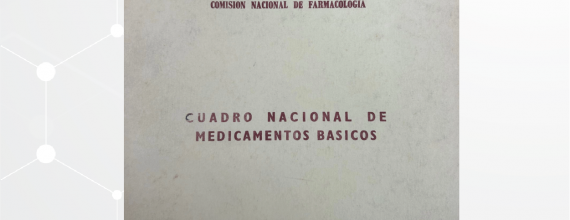 COMISION NACIONAL DE FARMACOLOGIA
CUADRO NACIONAL DE
MEDICAMENTOS BASICOS